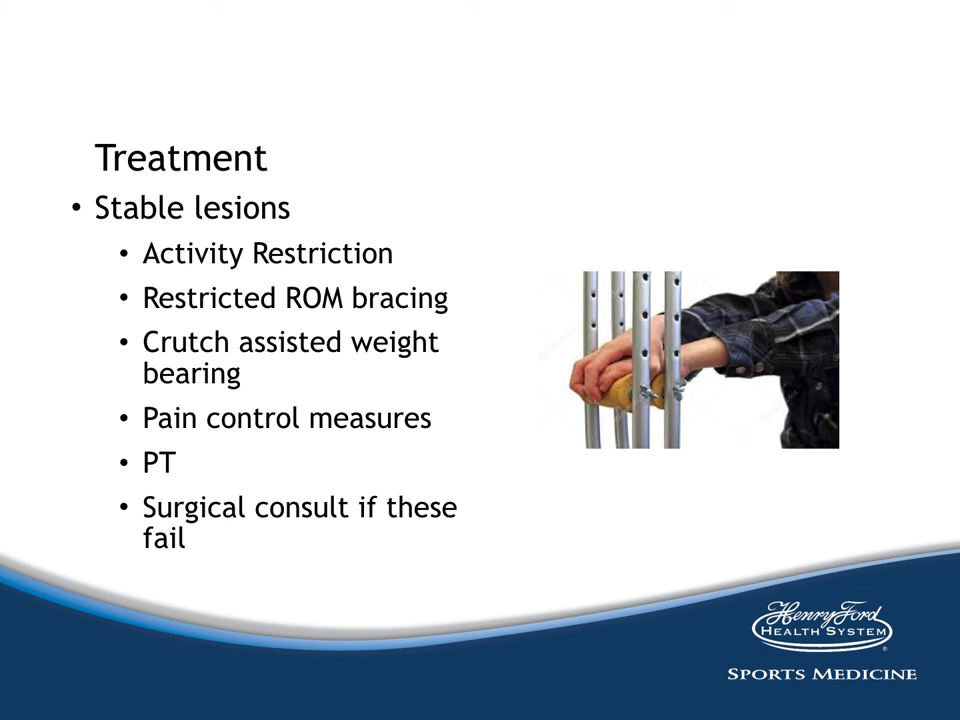 Treatment
• Stable lesions
• Activity Restriction
• Restricted ROM bracing
• Crutch assisted weight
bearing
• Pain control measures
• PT
• Surgical consult if these
fail
Henry Ford
HEALTH SYSTEM
®
SPORTS MEDICINE